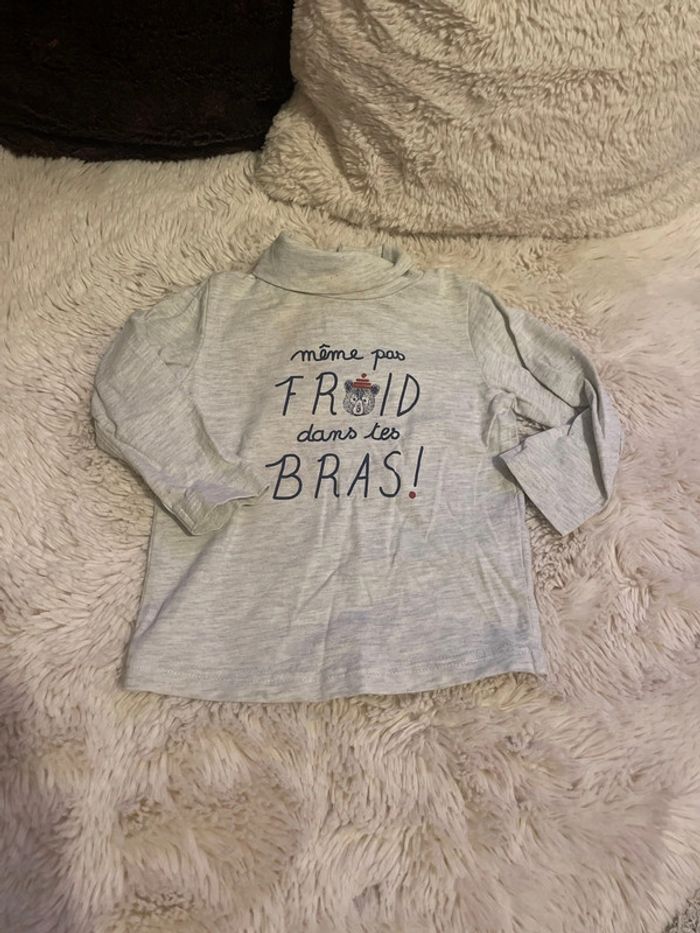 même pas
FROID
dans tes
BRAS!